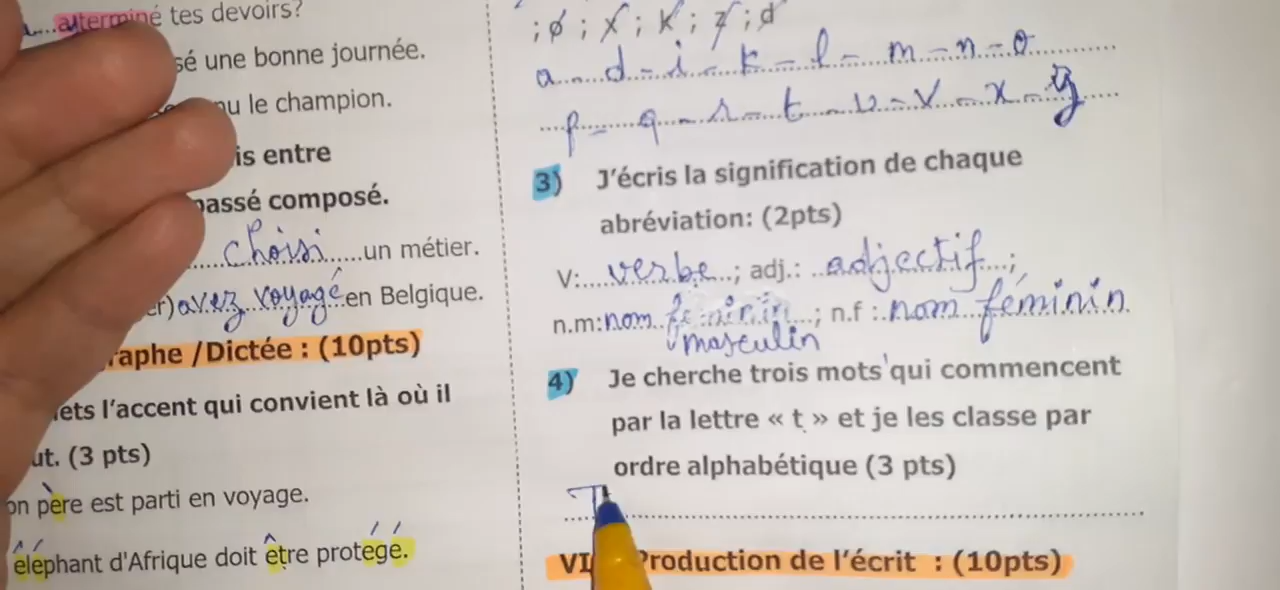 a terminé tes devoirs?
sé une bonne journée.
nu le champion.
is entre
passé composé.
choisi un métier.
er) avez voyagé en Belgique.
raphe /Dictée : (10pts)
ets l'accent qui convient là où il
ut. (3 pts)
on père est parti en voyage.
éléphant d'Afrique doit être protégé.
; ø ; x ; k ; z ; d
a - d - i - k - l - m - n - o
p - q - r - t - u - v - x - y
3) J'écris la signification de chaque
abréviation: (2pts)
V: verbe ; adj.: adjectif ;
n.m: nom féminin ; n.f : nom féminin
masculin
4) Je cherche trois mots qui commencent
par la lettre « t » et je les classe par
ordre alphabétique (3 pts)
T
VI Production de l'écrit : (10pts)